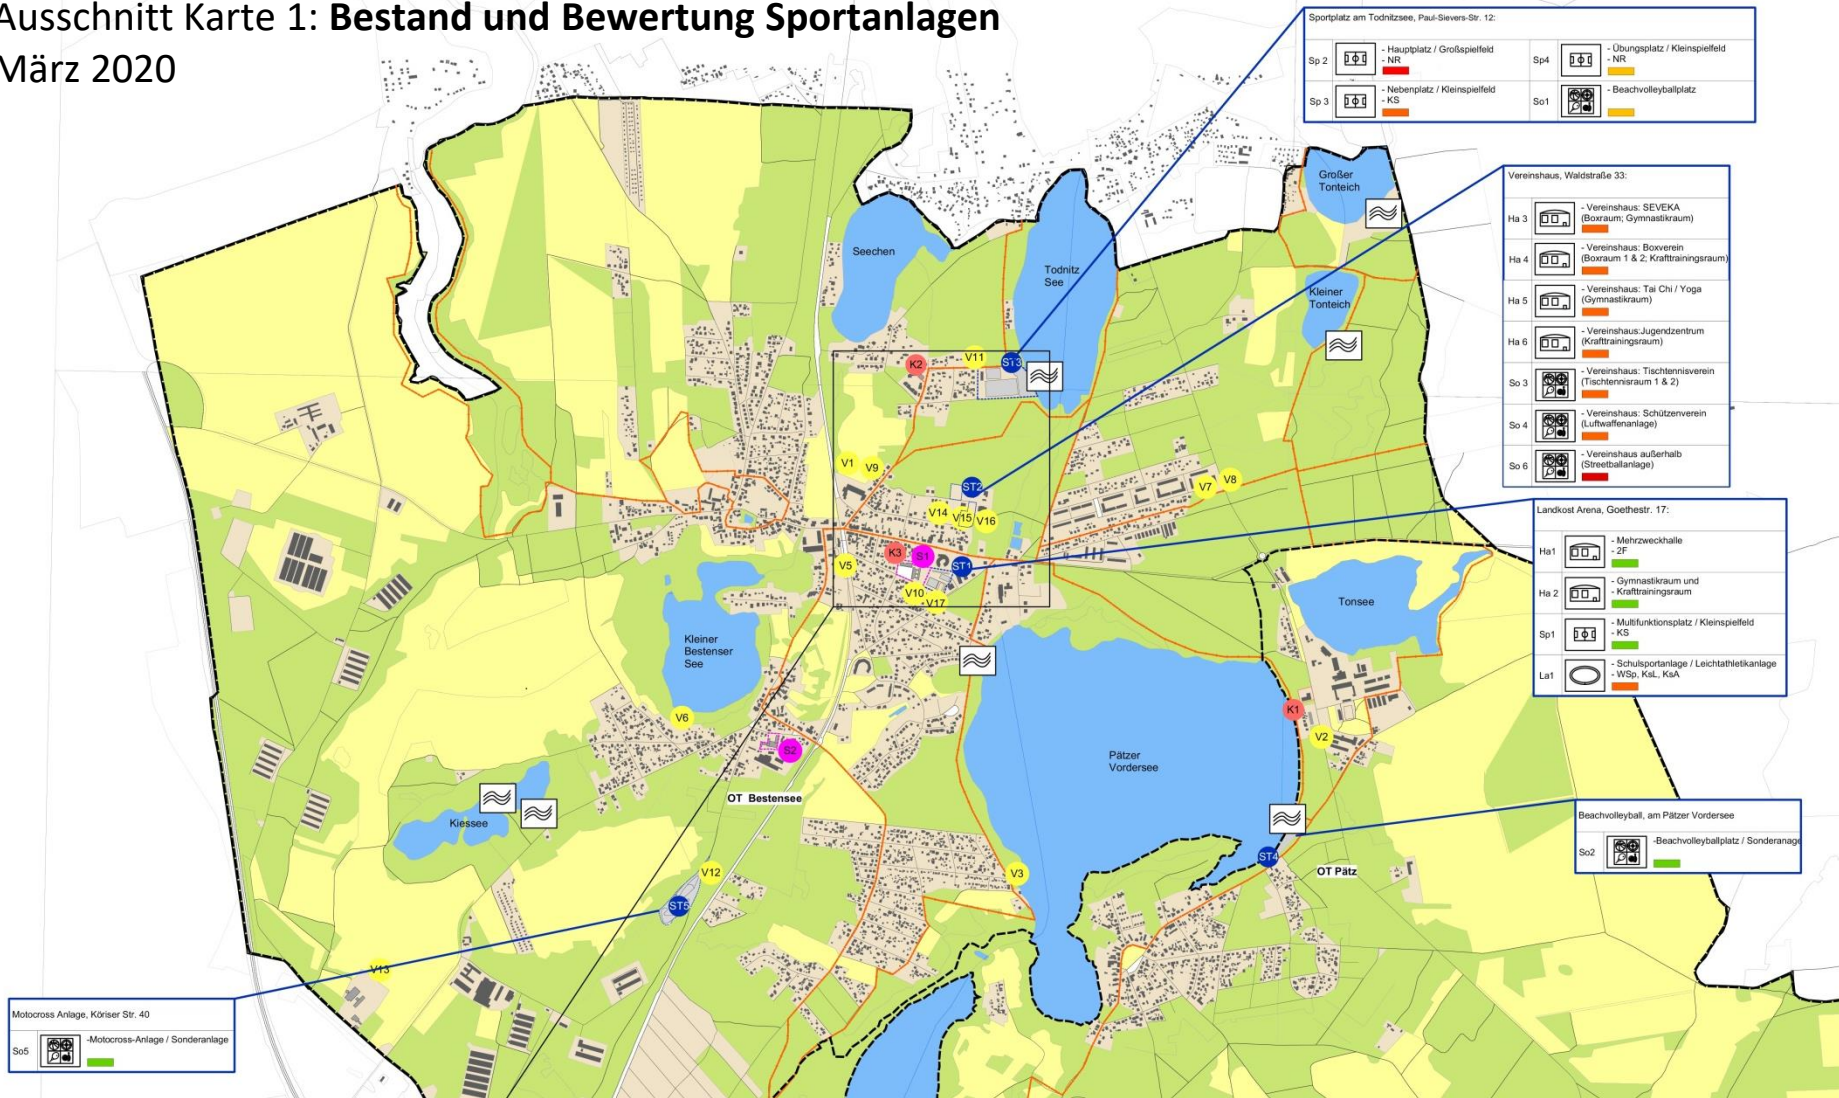 Ausschnitt Karte 1: Bestand und Bewertung Sportanlagen
März 2020
Sportplatz am Todnitzsee, Paul-Sievers-Str. 12:
Sp 2
- Hauptplatz / Großspielfeld
- NR
Sp4
- Übungsplatz / Kleinspielfeld
- NR
Sp 3
- Nebenplatz / Kleinspielfeld
- KS
So1
- Beachvolleyballplatz
Vereinshaus, Waldstraße 33:
Ha 3
- Vereinshaus: SEVEKA
(Boxraum; Gymnastikraum)
Ha 4
- Vereinshaus: Boxverein
(Boxraum 1 & 2; Krafttrainingsraum)
Ha 5
- Vereinshaus: Tai Chi / Yoga
(Gymnastikraum)
Ha 6
- Vereinshaus:Jugendzentrum
(Krafttrainingsraum)
So 3
- Vereinshaus: Tischtennisverein
(Tischtennisraum 1 & 2)
So 4
- Vereinshaus: Schützenverein
(Luftwaffenanlage)
So 6
- Vereinshaus außerhalb
(Streetballanlage)
Landkost Arena, Goethestr. 17:
Ha1
- Mehrzweckhalle
- 2F
Ha 2
- Gymnastikraum und
- Krafttrainingsraum
Sp1
- Multifunktionsplatz / Kleinspielfeld
- KS
La1
- Schulsportanlage / Leichtathletikanlage
- WSp, KsL, KsA
Beachvolleyball, am Pätzer Vordersee
So2
-Beachvolleyballplatz / Sonderanage
Motocross Anlage, Köriser Str. 40
So5
-Motocross-Anlage / Sonderanlage
Großer
Tonteich
Seechen
Todnitz
See
Kleiner
Tonteich
K2
V11
ST3
V1
V9
ST2
V7
V8
V14
V15
V16
K3
S1
V5
ST1
V10
V17
Tonsee
Kleiner
Bestenser
See
V6
K1
V2
S2
Pätzer
Vordersee
OT Bestensee
Kiessee
ST4
V12
V3
OT Pätz
ST5
V13